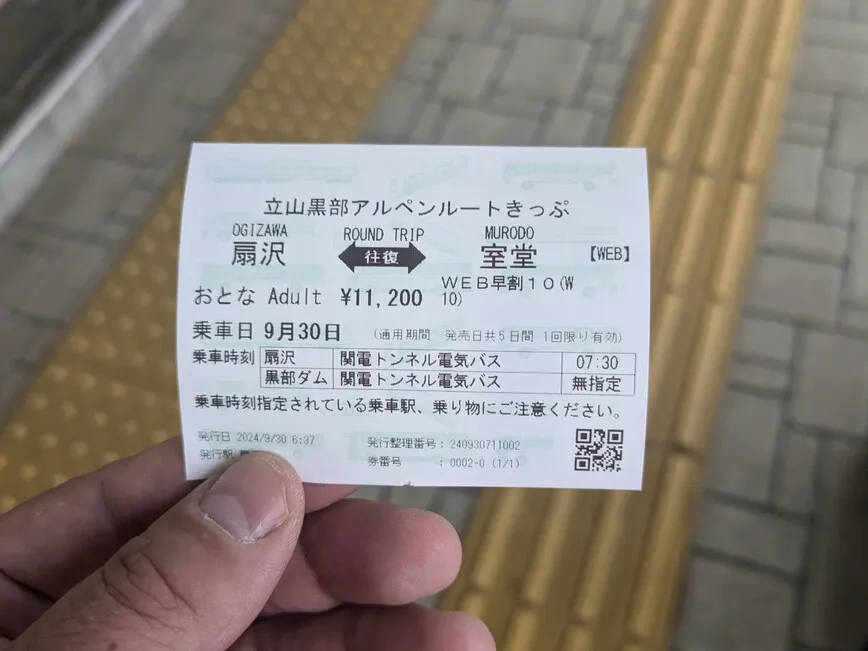 立山黒部アルペンルートきっぷ
OGIZAWA ROUND TRIP MURODO
扇沢 往復 室堂 【WEB】
おとな Adult ¥11,200 WEB早割10(W
10)
乗車日 9月30日 (通用期間 発売日共5日間 1回限り有効)
乗車時刻 扇沢 関電トンネル電気バス 07:30
黒部ダム 関電トンネル電気バス 無指定
乗車時刻指定されている乗車駅、乗り物にご注意ください。
発行日 2024/9/30 6:37 発行整理番号：240930711002
発行駅 券番号 ：0002-0 (1/1)